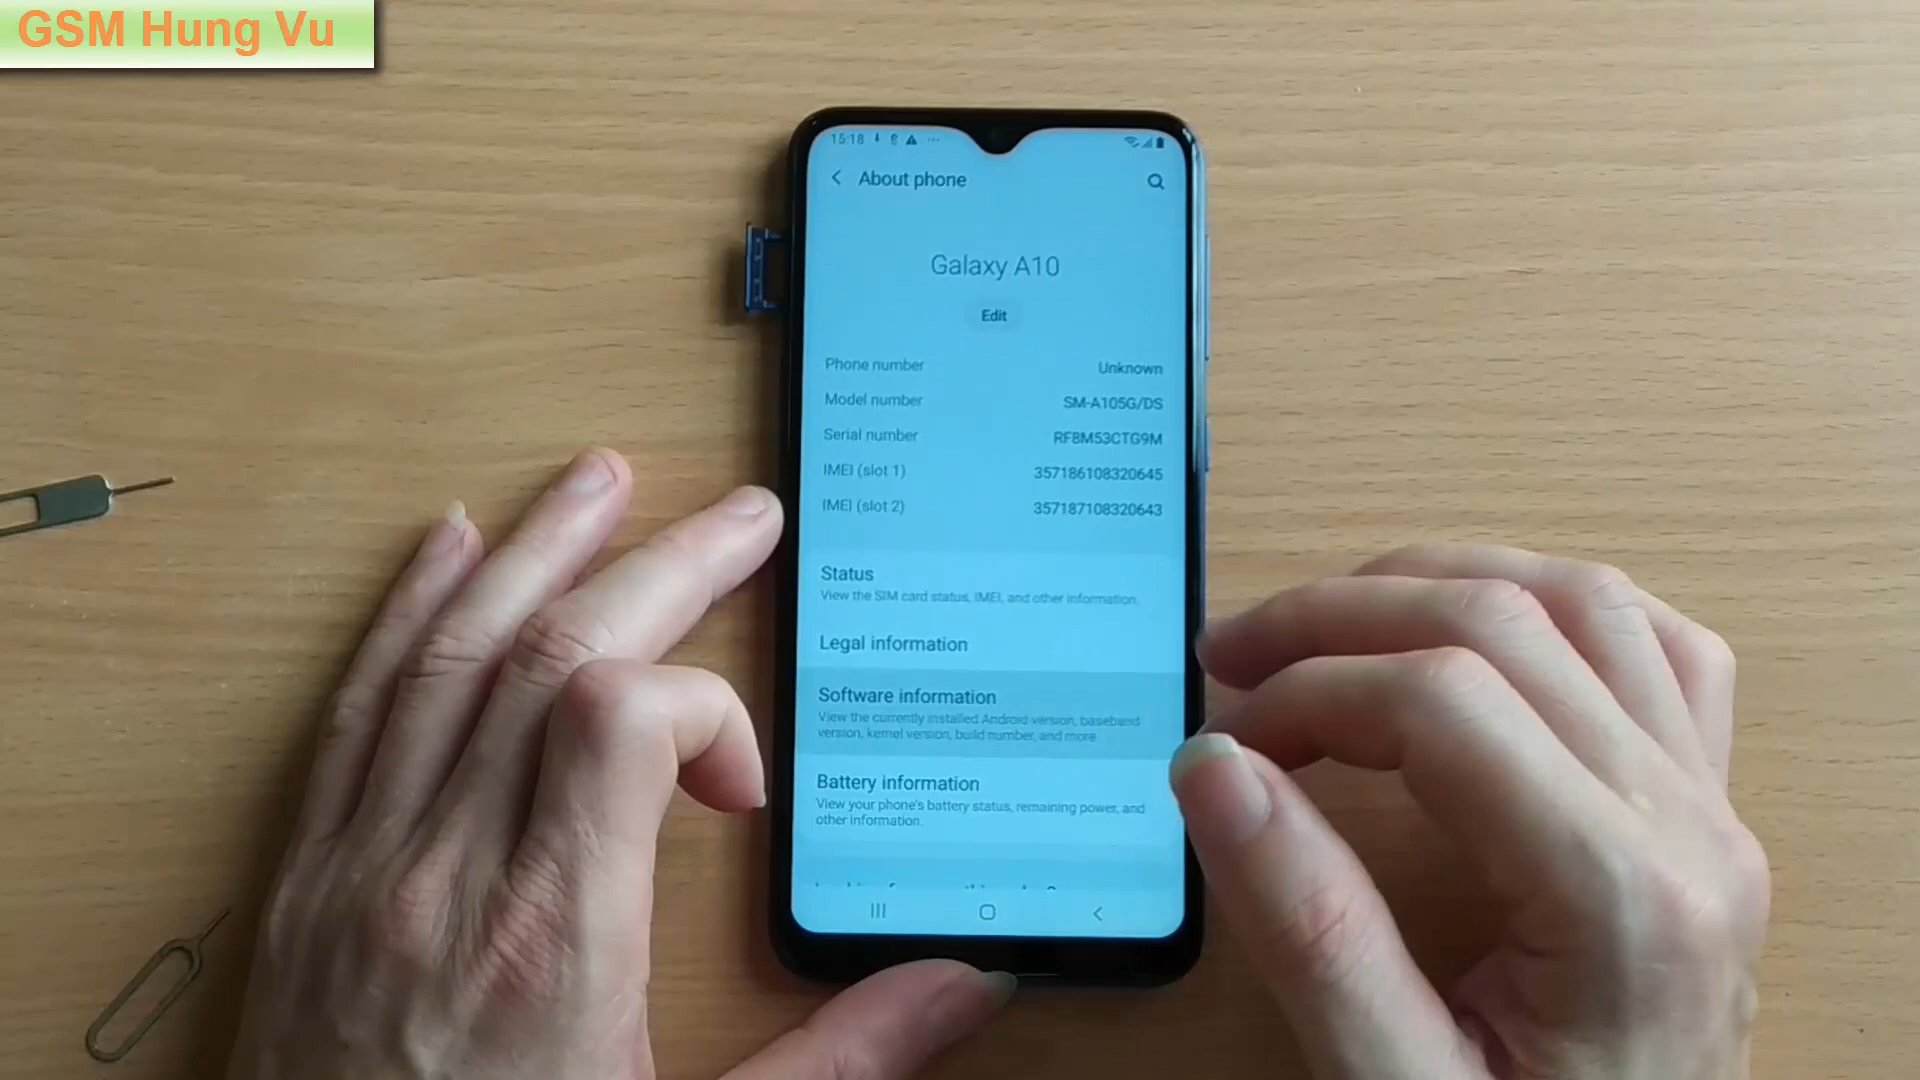 GSM Hung Vu
15:18
About phone
Galaxy A10
Edit
Phone number Unknown
Model number SM-A105G/DS
Serial number RF8M53CTG9M
IMEI (slot 1) 357186108320645
IMEI (slot 2) 357187108320643
Status
View the SIM card status, IMEI, and other information.
Legal information
Software information
View the currently installed Android version, baseband
version, kernel version, build number, and more.
Battery information
View your phone's battery status, remaining power, and
other information.